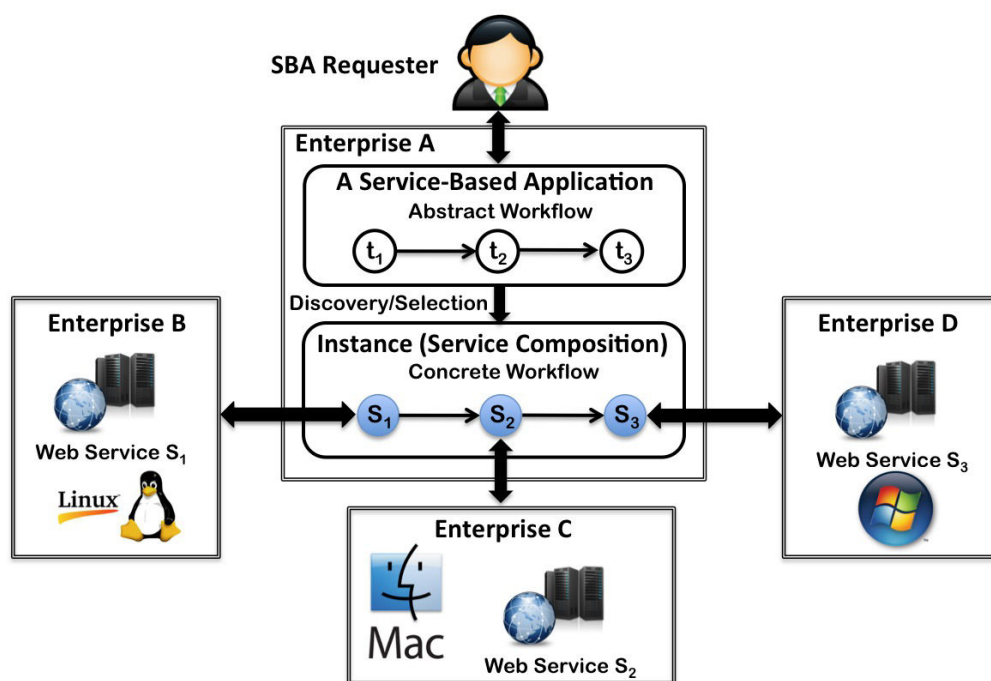 SBA Requester
Enterprise A
A Service-Based Application
Abstract Workflow
t₁ t₂ t₃
Discovery/Selection
Instance (Service Composition)
Concrete Workflow
S₁ S₂ S₃
Enterprise B
Web Service S₁
Linux
Enterprise D
Web Service S₃
TM
Enterprise C
Mac
Web Service S₂